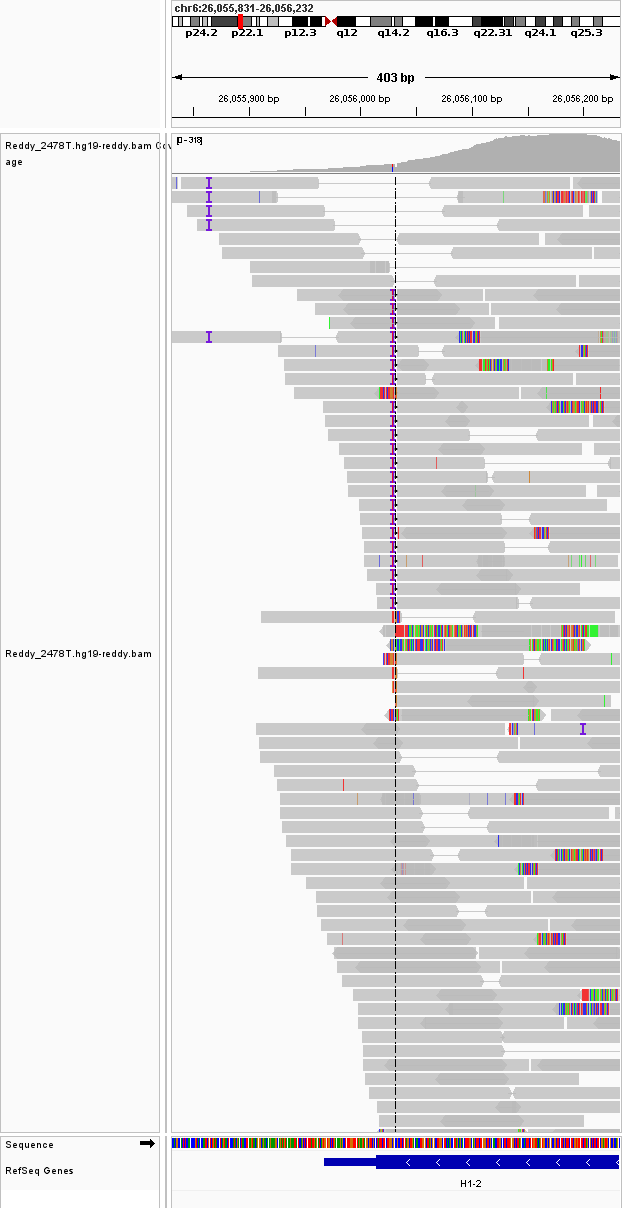 chr6:26,055,831-26,056,232
p24.2 p22.1 p12.3 q12 q14.2 q16.3 q22.31 q24.1 q25.3
403 bp
26,055,900 bp 26,056,000 bp 26,056,100 bp 26,056,200 bp
[0-318]
Reddy_2478T.hg19-reddy.bam Cov
age
Reddy_2478T.hg19-reddy.bam
Sequence
RefSeq Genes
H1-2